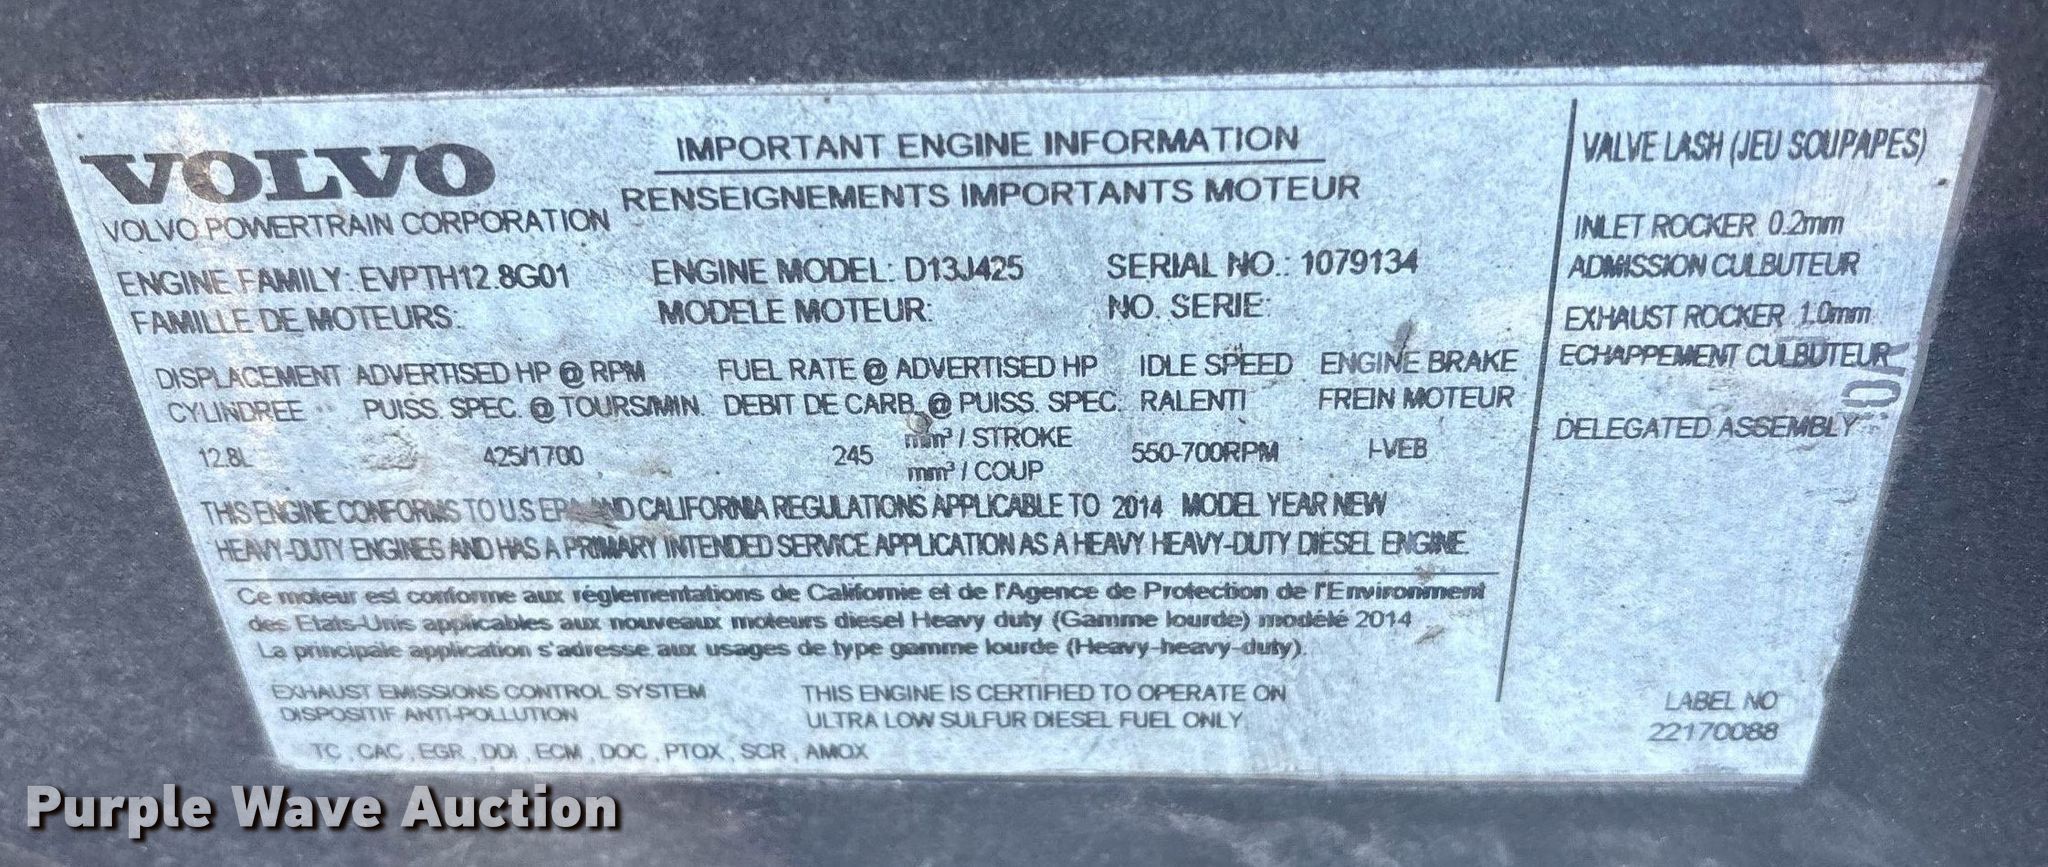 VOLVO
VOLVO POWERTRAIN CORPORATION
IMPORTANT ENGINE INFORMATION
RENSEIGNEMENTS IMPORTANTS MOTEUR
ENGINE FAMILY: EVPTH12.8G01 ENGINE MODEL: D13J425 SERIAL NO.: 1079134
FAMILLE DE MOTEURS: MODELE MOTEUR: NO. SERIE:
DISPLACEMENT ADVERTISED HP @ RPM FUEL RATE @ ADVERTISED HP IDLE SPEED ENGINE BRAKE
CYLINDREE PUISS. SPEC. @ TOURS/MIN. DEBIT DE CARB. @ PUISS. SPEC. RALENTI FREIN MOTEUR
12.8L 425/1700 245 mm³ / STROKE 550-700RPM I-VEB
mm³ / COUP
THIS ENGINE CONFORMS TO U.S EPA AND CALIFORNIA REGULATIONS APPLICABLE TO 2014 MODEL YEAR NEW
HEAVY-DUTY ENGINES AND HAS A PRIMARY INTENDED SERVICE APPLICATION AS A HEAVY HEAVY-DUTY DIESEL ENGINE.
Ce moteur est conforme aux réglementations de Californie et de l'Agence de Protection de l'Environment
des Etats-Unis applicables aux nouveaux moteurs diesel Heavy duty (Gamme lourde) modélé 2014
La principale application s'adresse aux usages de type gamme lourde (Heavy-heavy-duty).
EXHAUST EMISSIONS CONTROL SYSTEM
DISPOSITIF ANTI-POLLUTION
TC , CAC , EGR , DDI , ECM , DOC , PTOX , SCR , AMOX
THIS ENGINE IS CERTIFIED TO OPERATE ON
ULTRA LOW SULFUR DIESEL FUEL ONLY.
VALVE LASH (JEU SOUPAPES)
INLET ROCKER 0.2mm
ADMISSION CULBUTEUR
EXHAUST ROCKER 1.0mm
ECHAPPEMENT CULBUTEUR
DELEGATED ASSEMBLY
LABEL NO
22170088
Purple Wave Auction